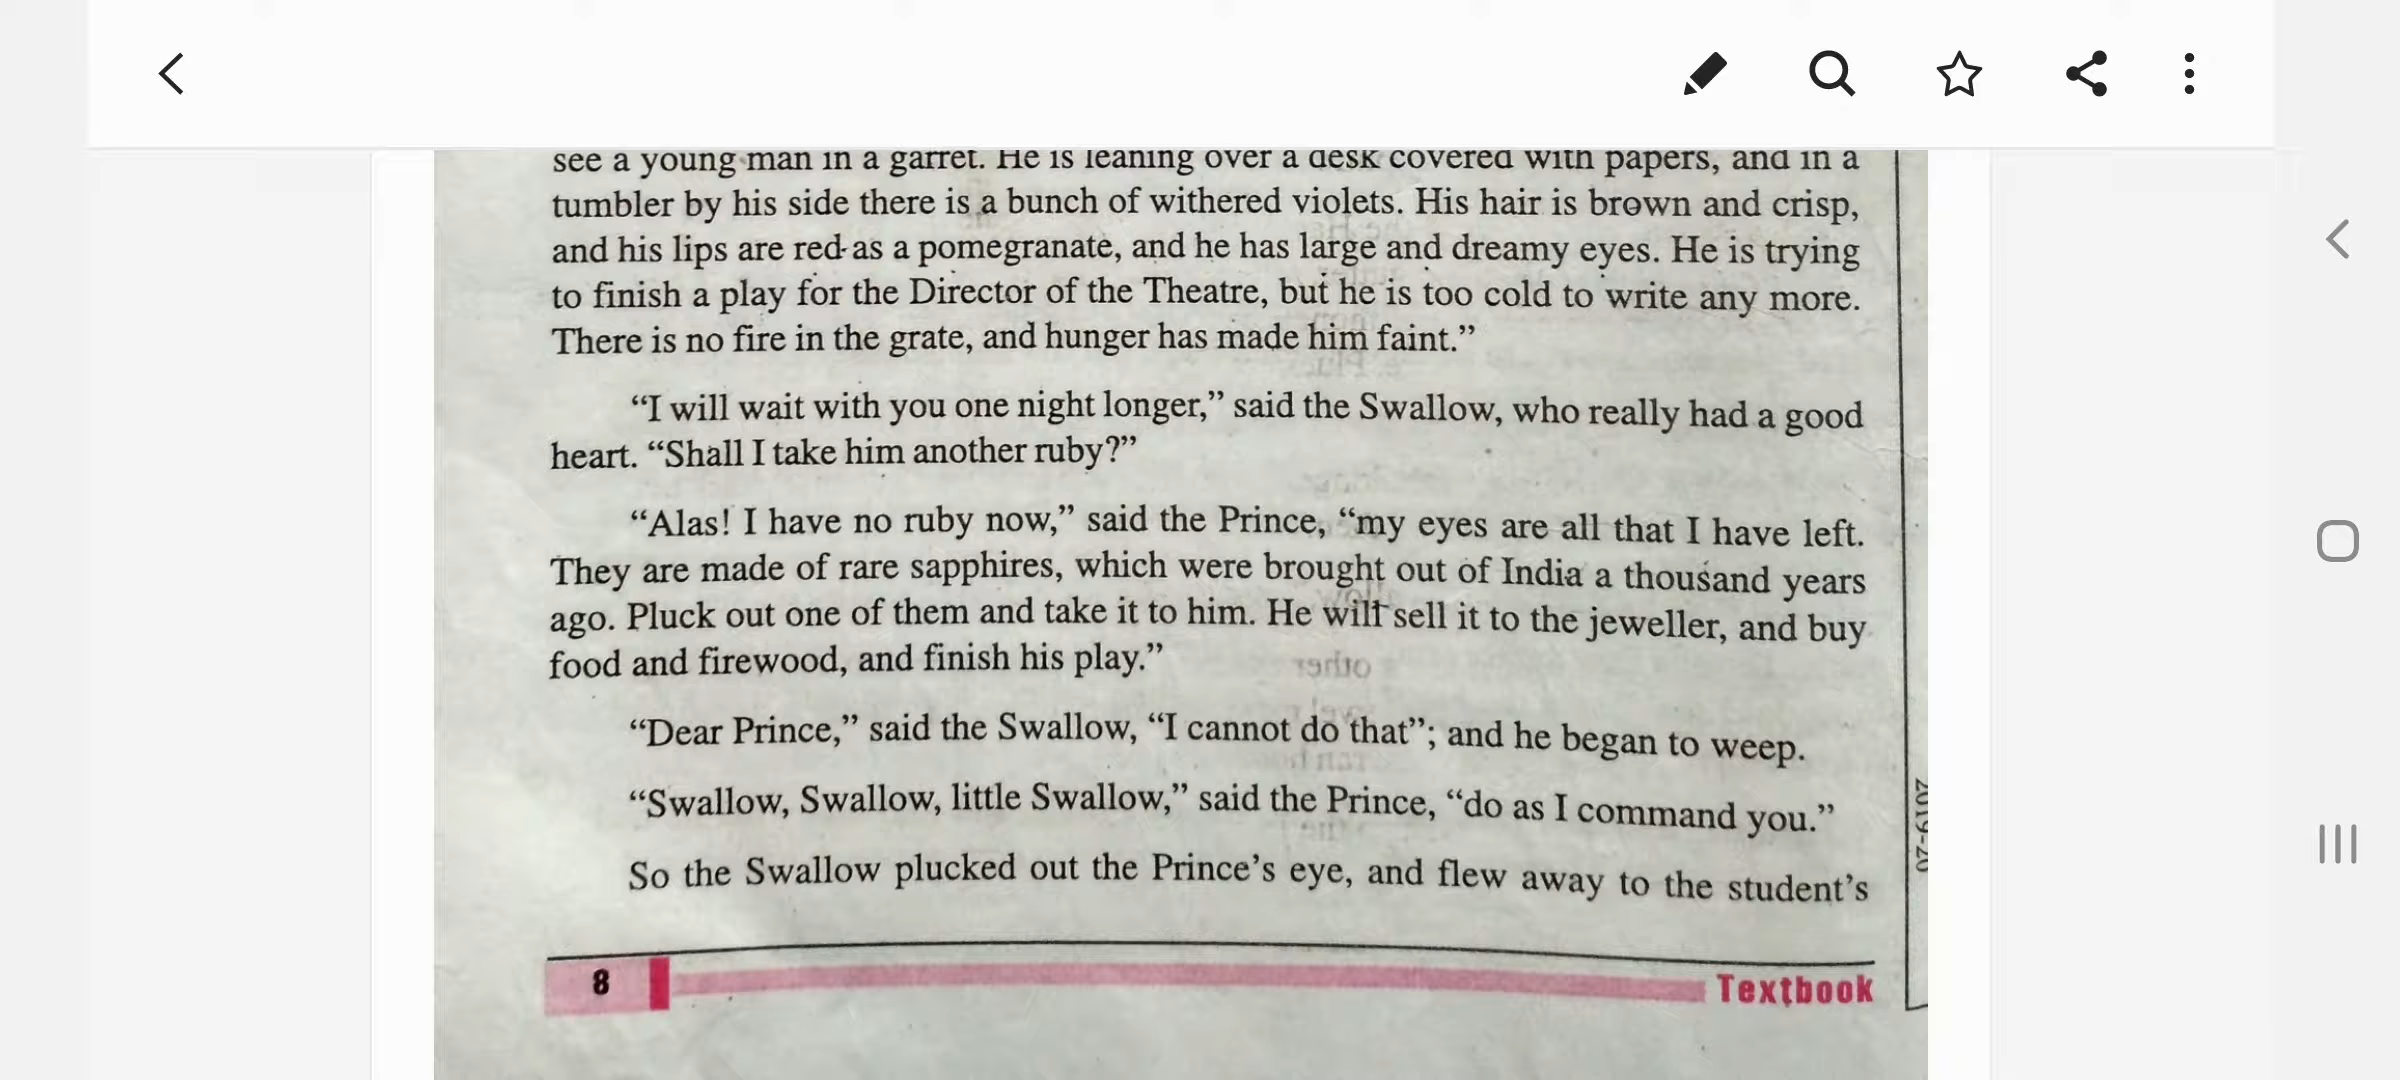 see a young man in a garret. He is leaning over a desk covered with papers, and in a
tumbler by his side there is a bunch of withered violets. His hair is brown and crisp,
and his lips are red as a pomegranate, and he has large and dreamy eyes. He is trying
to finish a play for the Director of the Theatre, but he is too cold to write any more.
There is no fire in the grate, and hunger has made him faint.”
“I will wait with you one night longer,” said the Swallow, who really had a good
heart. “Shall I take him another ruby?”
“Alas! I have no ruby now,” said the Prince, “my eyes are all that I have left.
They are made of rare sapphires, which were brought out of India a thousand years
ago. Pluck out one of them and take it to him. He will sell it to the jeweller, and buy
food and firewood, and finish his play.”
“Dear Prince,” said the Swallow, “I cannot do that”; and he began to weep.
“Swallow, Swallow, little Swallow,” said the Prince, “do as I command you.”
So the Swallow plucked out the Prince’s eye, and flew away to the student’s
8
Textbook
2019-20